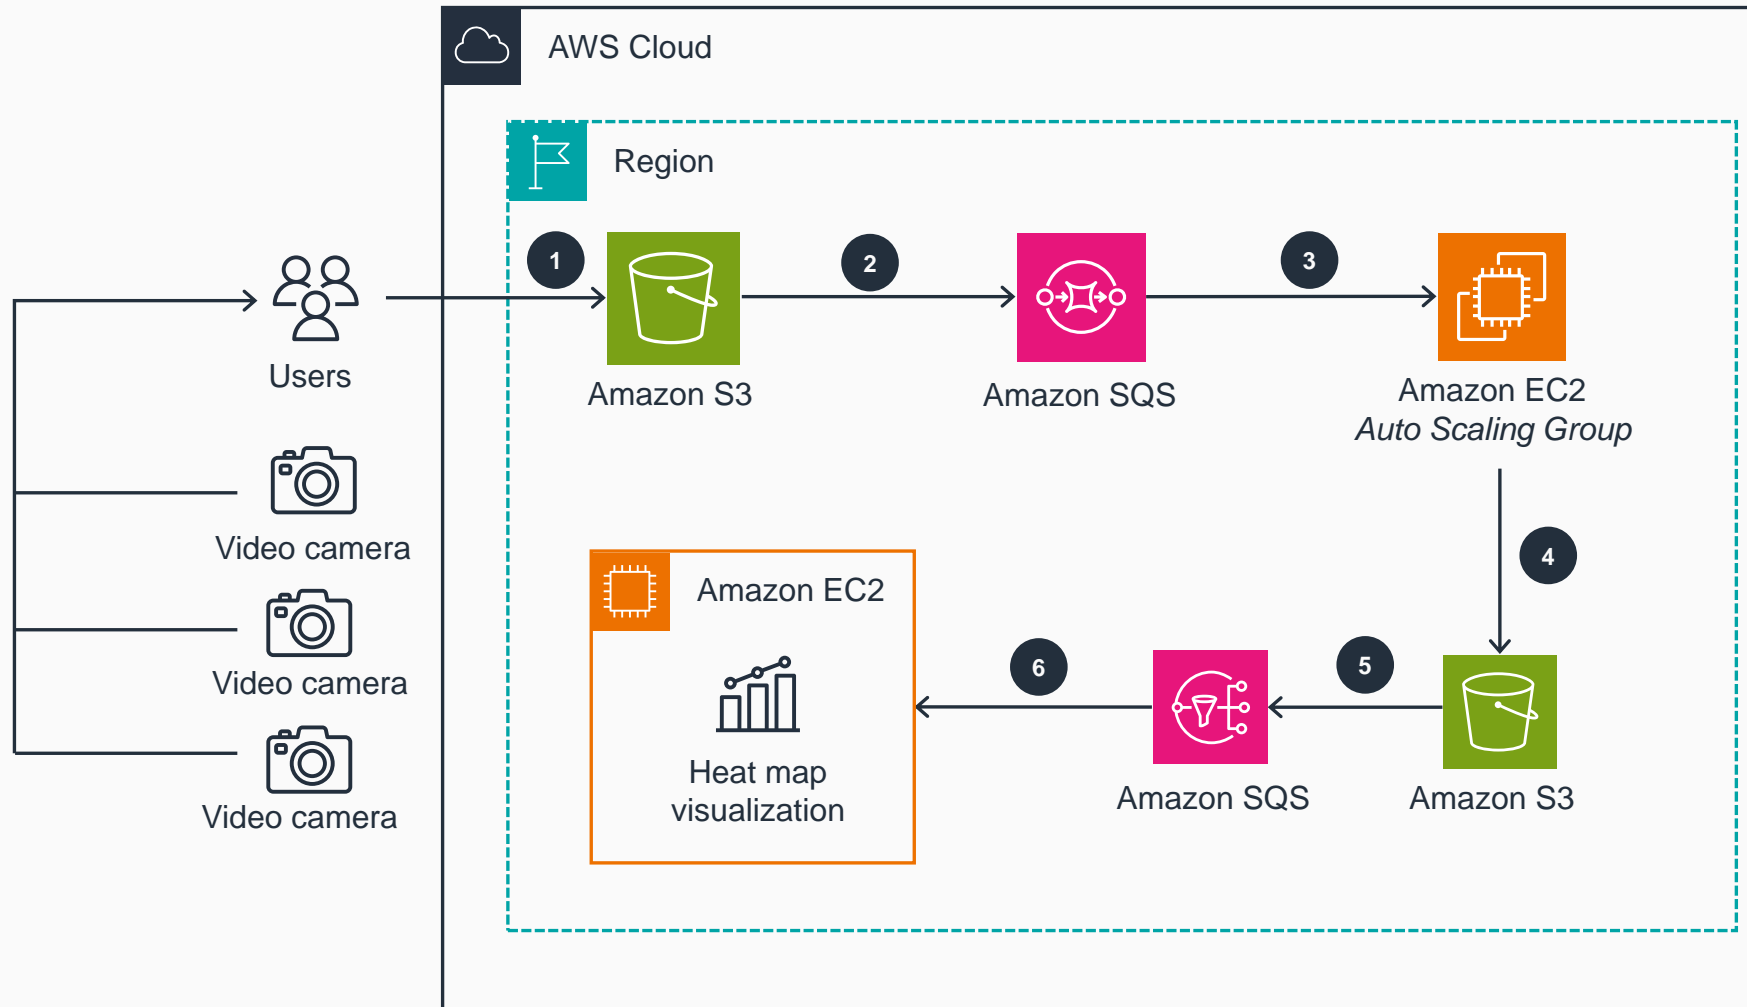 AWS Cloud
Region
1
2
3
Users
Amazon S3
Amazon SQS
Amazon EC2
Auto Scaling Group
Video camera
4
Amazon EC2
Video camera
6
5
Heat map
visualization
Amazon SQS
Amazon S3
Video camera